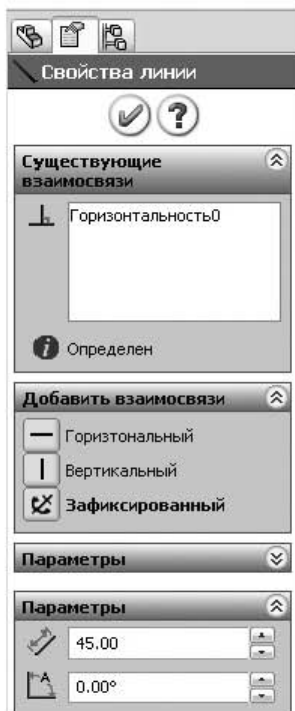 Свойства линии
?
Существующие
взаимосвязи
Горизонтальность0
Определен
Добавить взаимосвязи
Горизтональный
Вертикальный
Зафиксированный
Параметры
Параметры
45.00
A
0.00°